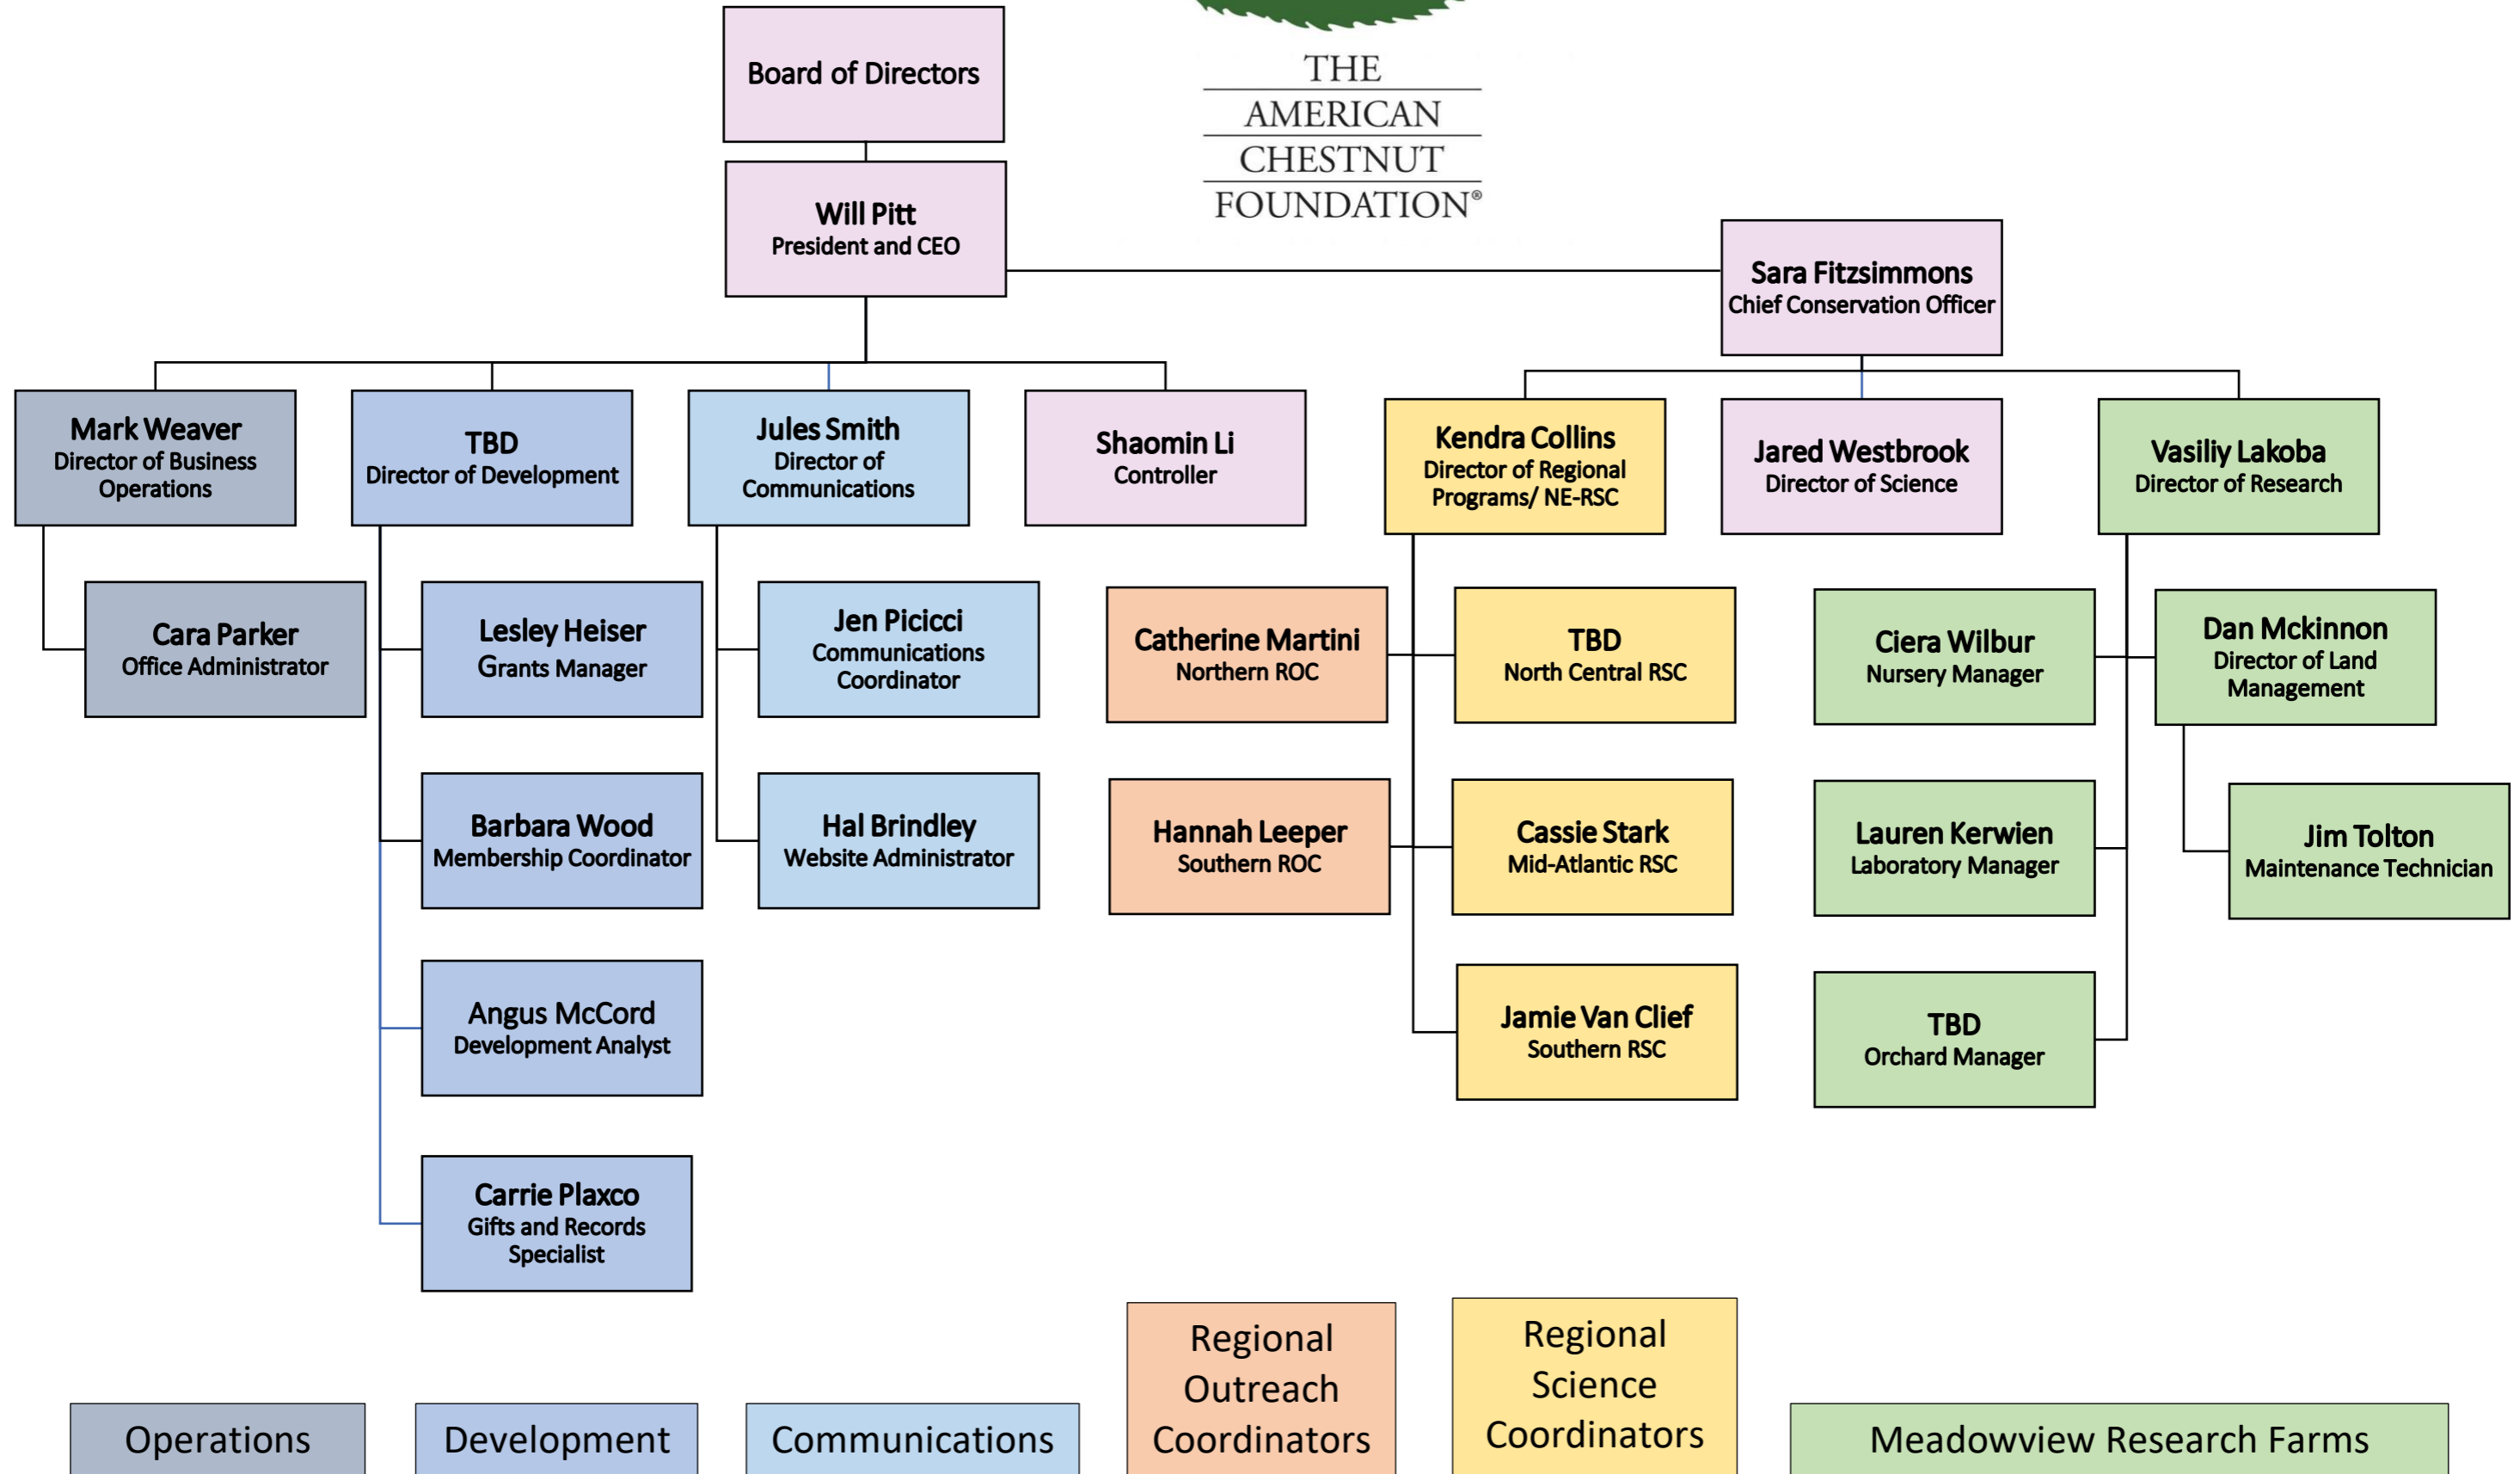 Board of Directors
THE
AMERICAN
CHESTNUT
FOUNDATION®
Will Pitt
President and CEO
Sara Fitzsimmons
Chief Conservation Officer
Mark Weaver
Director of Business
Operations
TBD
Director of Development
Jules Smith
Director of
Communications
Shaomin Li
Controller
Kendra Collins
Director of Regional
Programs/ NE-RSC
Jared Westbrook
Director of Science
Vasiliy Lakoba
Director of Research
Cara Parker
Office Administrator
Lesley Heiser
Grants Manager
Jen Picicci
Communications
Coordinator
Catherine Martini
Northern ROC
TBD
North Central RSC
Ciera Wilbur
Nursery Manager
Dan Mckinnon
Director of Land
Management
Barbara Wood
Membership Coordinator
Hal Brindley
Website Administrator
Hannah Leeper
Southern ROC
Cassie Stark
Mid-Atlantic RSC
Lauren Kerwien
Laboratory Manager
Jim Tolton
Maintenance Technician
Angus McCord
Development Analyst
Jamie Van Clief
Southern RSC
TBD
Orchard Manager
Carrie Plaxco
Gifts and Records
Specialist
Operations
Development
Communications
Regional
Outreach
Coordinators
Regional
Science
Coordinators
Meadowview Research Farms